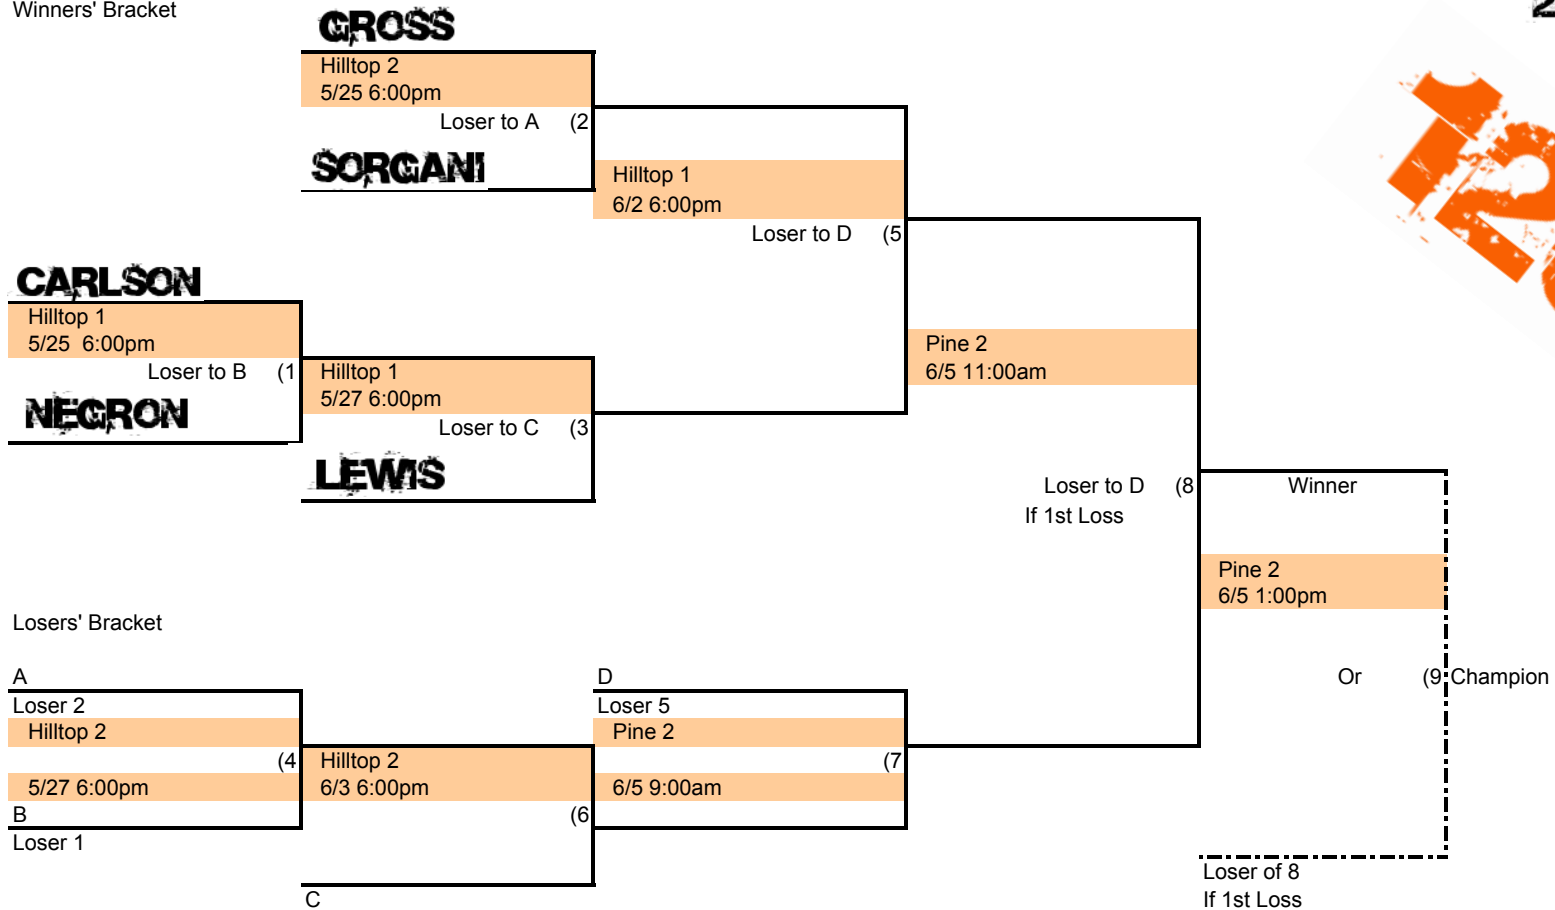 Winners' Bracket
GROSS
Hilltop 2
5/25 6:00pm
Loser to A (2
SORGANI
Hilltop 1
6/2 6:00pm
Loser to D (5
CARLSON
Hilltop 1
5/25 6:00pm
Loser to B (1
NEGRON
Hilltop 1
5/27 6:00pm
Loser to C (3
LEWIS
Pine 2
6/5 11:00am
Loser to D (8
If 1st Loss
Winner
Pine 2
6/5 1:00pm
Or (9 Champion
Loser of 8
If 1st Loss
Losers' Bracket
A
Loser 2
Hilltop 2
(4
5/27 6:00pm
B
Loser 1
Hilltop 2
6/3 6:00pm
(6
C
D
Loser 5
Pine 2
(7
6/5 9:00am
12